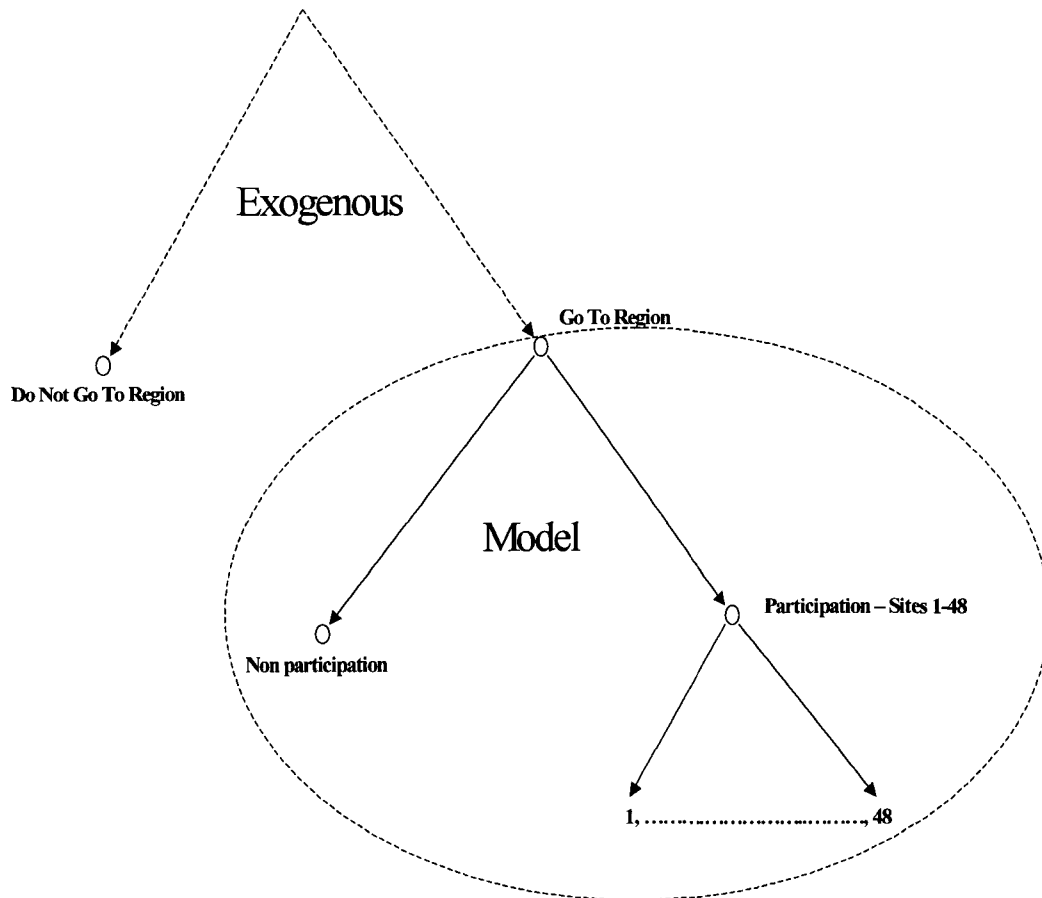 Exogenous
Go To Region
Do Not Go To Region
Model
Participation – Sites 1-48
Non participation
1, ......................................, 48